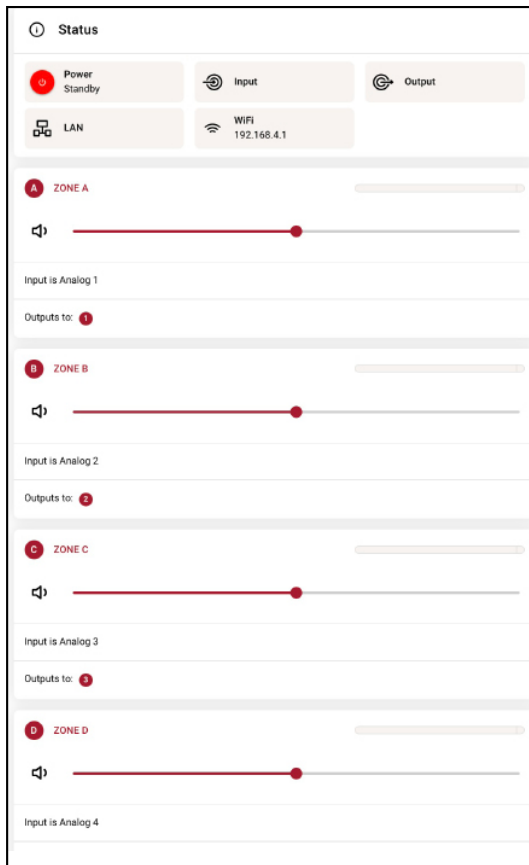 Status
Power
Standby
Input
Output
LAN
WiFi
192.168.4.1
A ZONE A
Input is Analog 1
Outputs to: 1
B ZONE B
Input is Analog 2
Outputs to: 2
C ZONE C
Input is Analog 3
Outputs to: 3
D ZONE D
Input is Analog 4